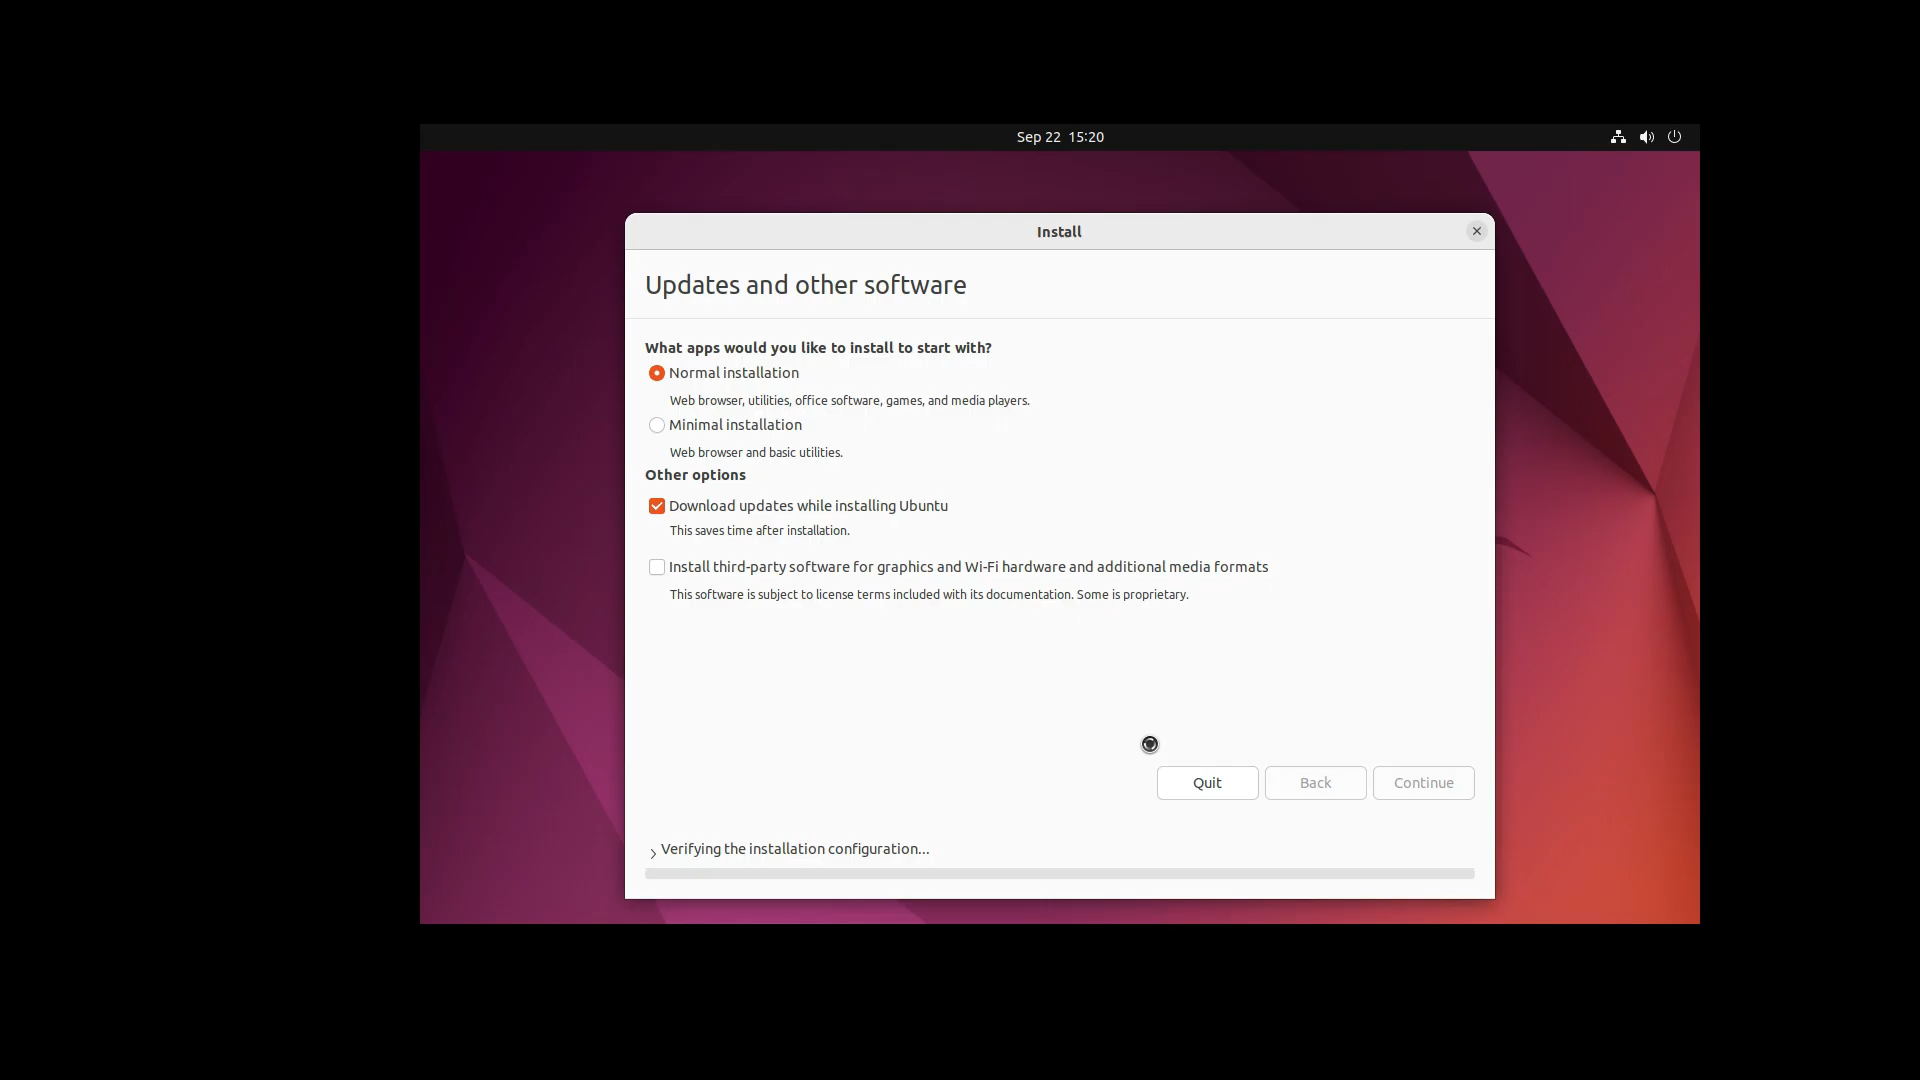 Sep 22 15:20
Install
Updates and other software
What apps would you like to install to start with?
Normal installation
Web browser, utilities, office software, games, and media players.
Minimal installation
Web browser and basic utilities.
Other options
Download updates while installing Ubuntu
This saves time after installation.
Install third-party software for graphics and Wi-Fi hardware and additional media formats
This software is subject to license terms included with its documentation. Some is proprietary.
Quit
Back
Continue
Verifying the installation configuration...